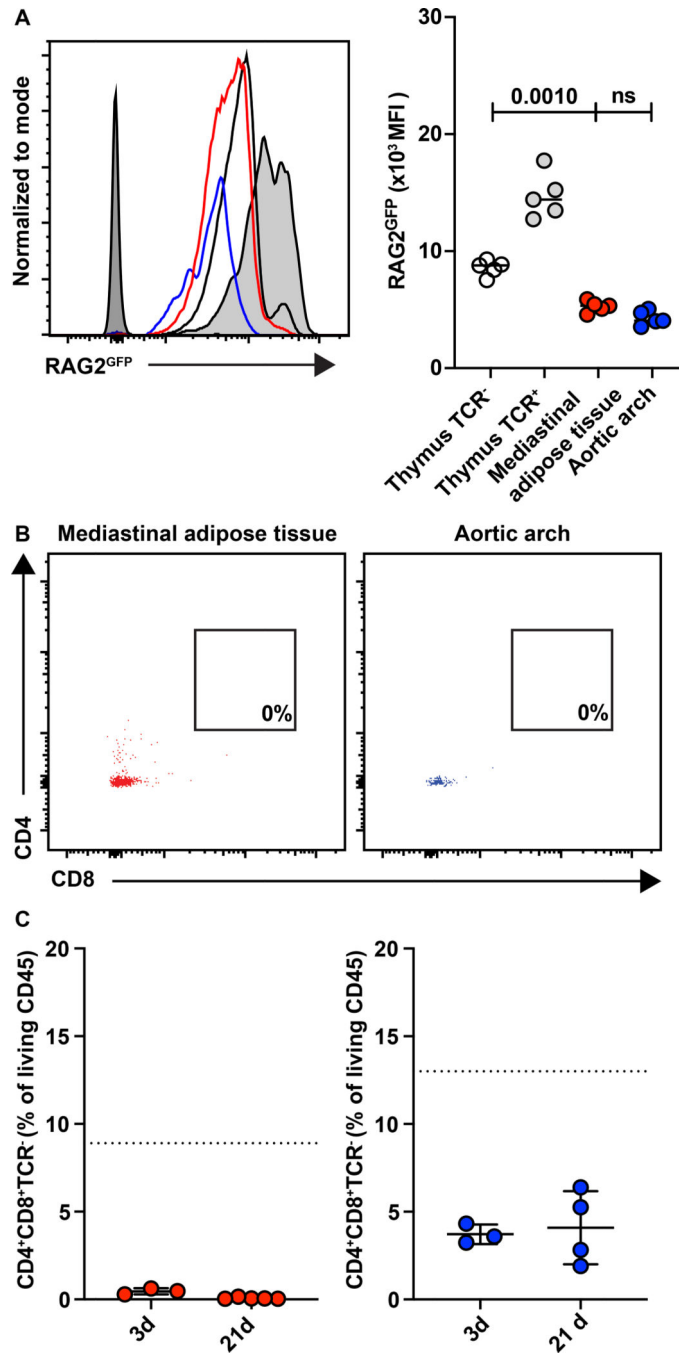 A
Normalized to mode
RAG2GFP
RAG2GFP (x10³ MFI)
30
20
10
0
0.0010
ns
Thymus TCR-
Thymus TCR+
Mediastinal
adipose tissue
Aortic arch
B
Mediastinal adipose tissue
Aortic arch
CD4
0%
0%
CD8
C
CD4+CD8+TCR- (% of living CD45)
20
15
10
5
0
3d
21d
CD4+CD8+TCR- (% of living CD45)
20
15
10
5
0
3d
21 d